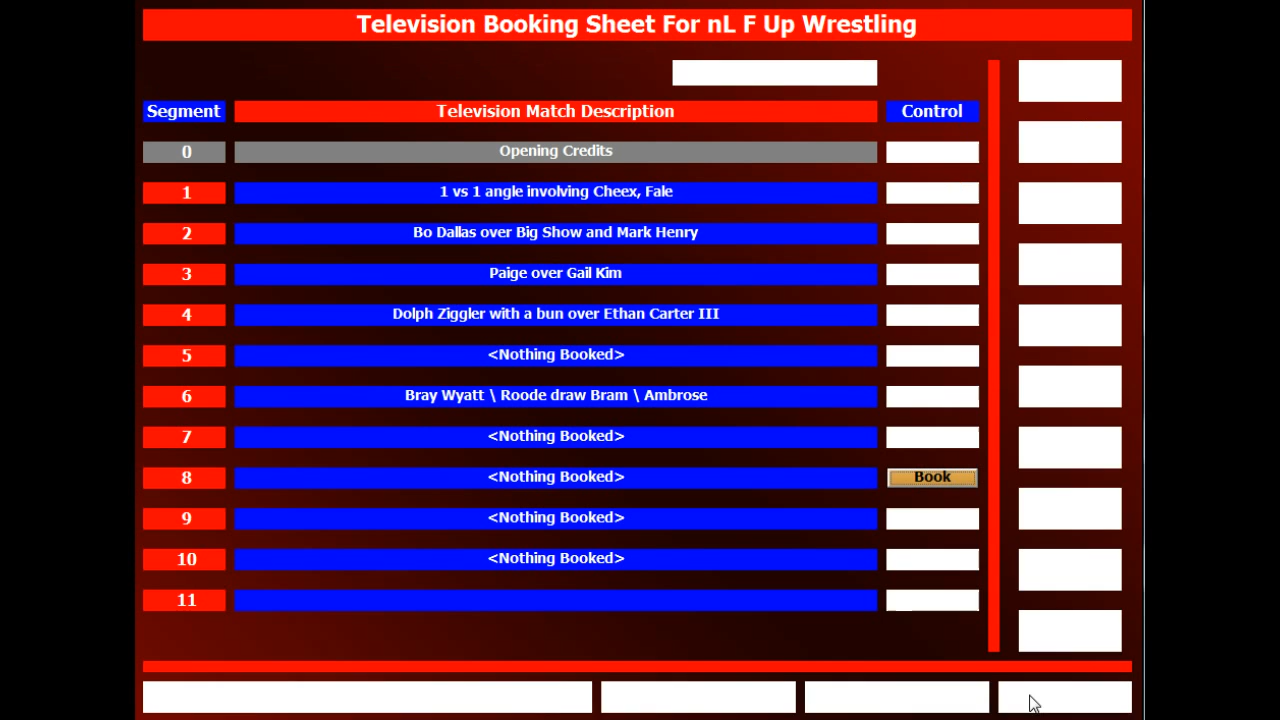 Television Booking Sheet For nL F Up Wrestling
Segment Television Match Description Control
0 Opening Credits
1 1 vs 1 angle involving Cheex, Fale
2 Bo Dallas over Big Show and Mark Henry
3 Paige over Gail Kim
4 Dolph Ziggler with a bun over Ethan Carter III
5 <Nothing Booked>
6 Bray Wyatt \ Roode draw Bram \ Ambrose
7 <Nothing Booked>
8 <Nothing Booked> Book
9 <Nothing Booked>
10 <Nothing Booked>
11